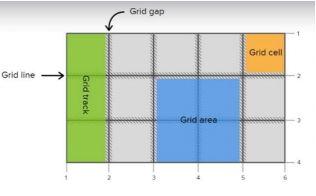 Grid gap
1
Grid cell
Grid line
2
Grid track
Grid area
3
4
1 2 3 4 5 6